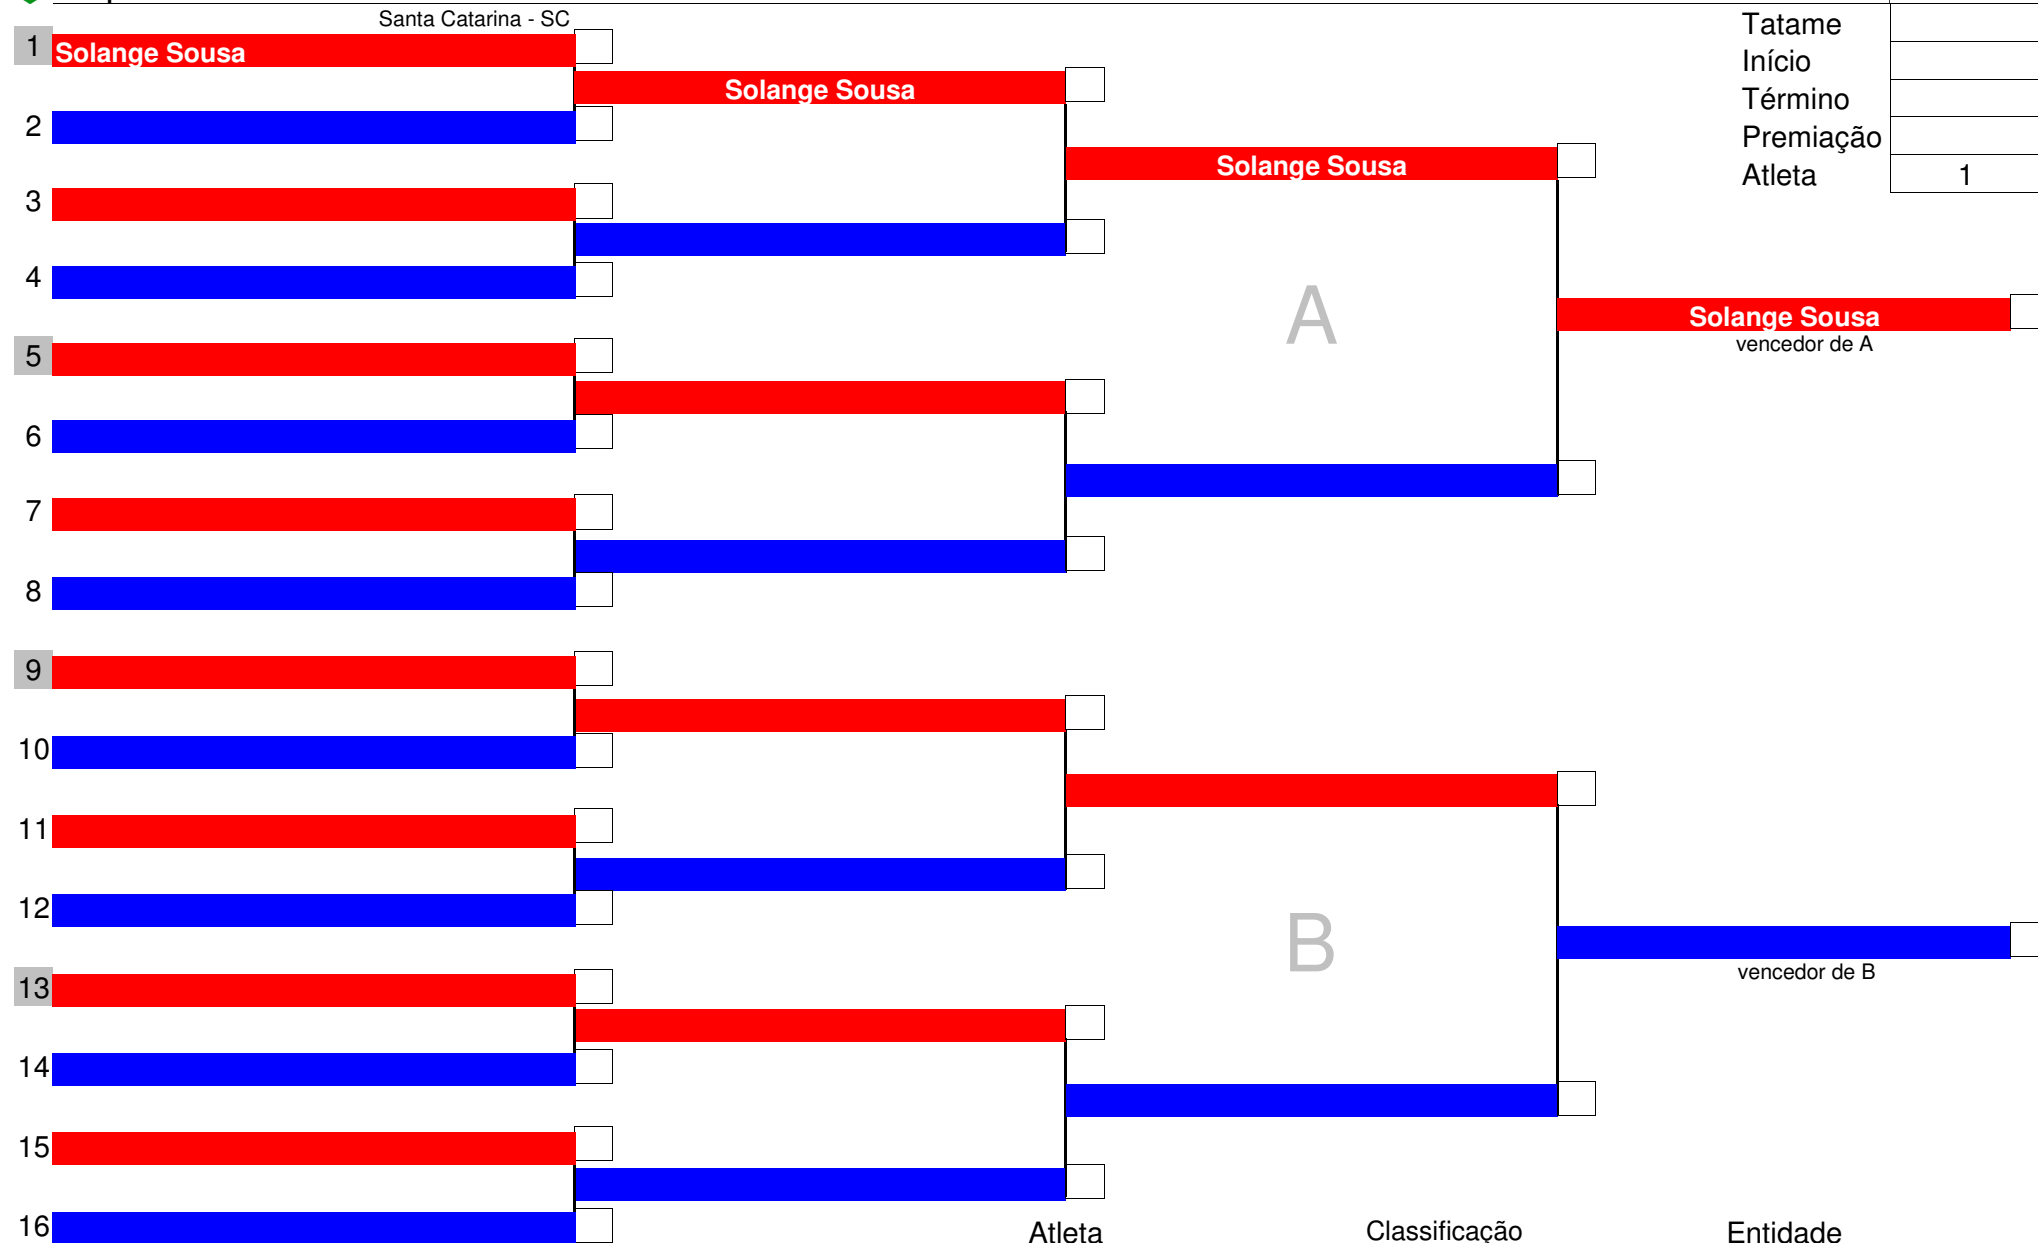 Santa Catarina - SC
Tatame
1
Solange Sousa
Início
Solange Sousa
Término
2
Premiação
Solange Sousa
Atleta 1
3
4
A
Solange Sousa
vencedor de A
5
6
7
8
9
10
11
12
B
vencedor de B
13
14
15
16
Atleta Classificação Entidade